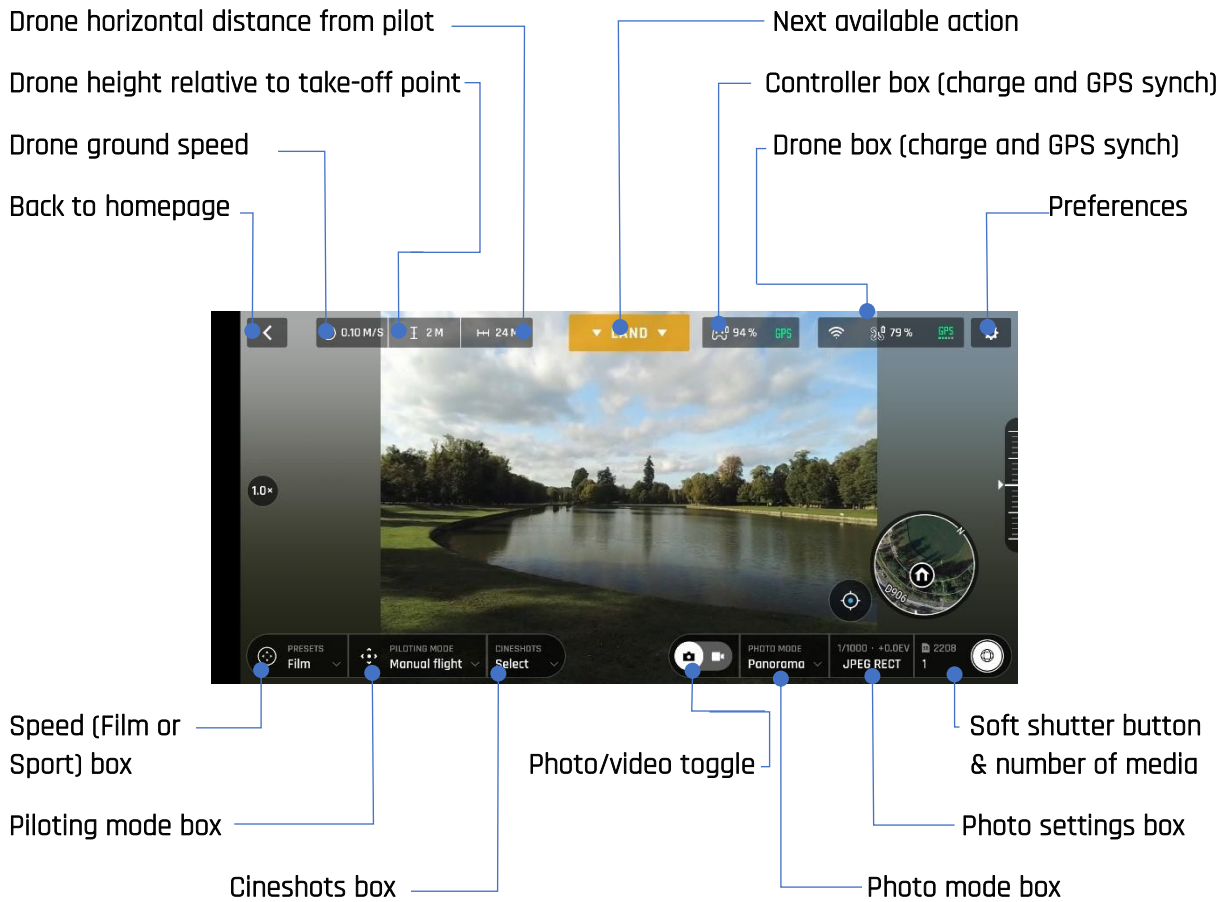 Drone horizontal distance from pilot
Next available action
Drone height relative to take-off point
Controller box (charge and GPS synch)
Drone ground speed
Drone box (charge and GPS synch)
Back to homepage
Preferences
0.10 M/S
2 M
24 M
LAND
94 %
GPS
79 %
GPS
1.0×
N
D906
PRESETS
Film
PILOTING MODE
Manual flight
CINESHOTS
Select
PHOTO MODE
Panorama
1/1000 · +0.0EV
JPEG RECT
2208
1
Speed (Film or
Sport) box
Photo/video toggle
Soft shutter button
& number of media
Piloting mode box
Photo settings box
Cineshots box
Photo mode box